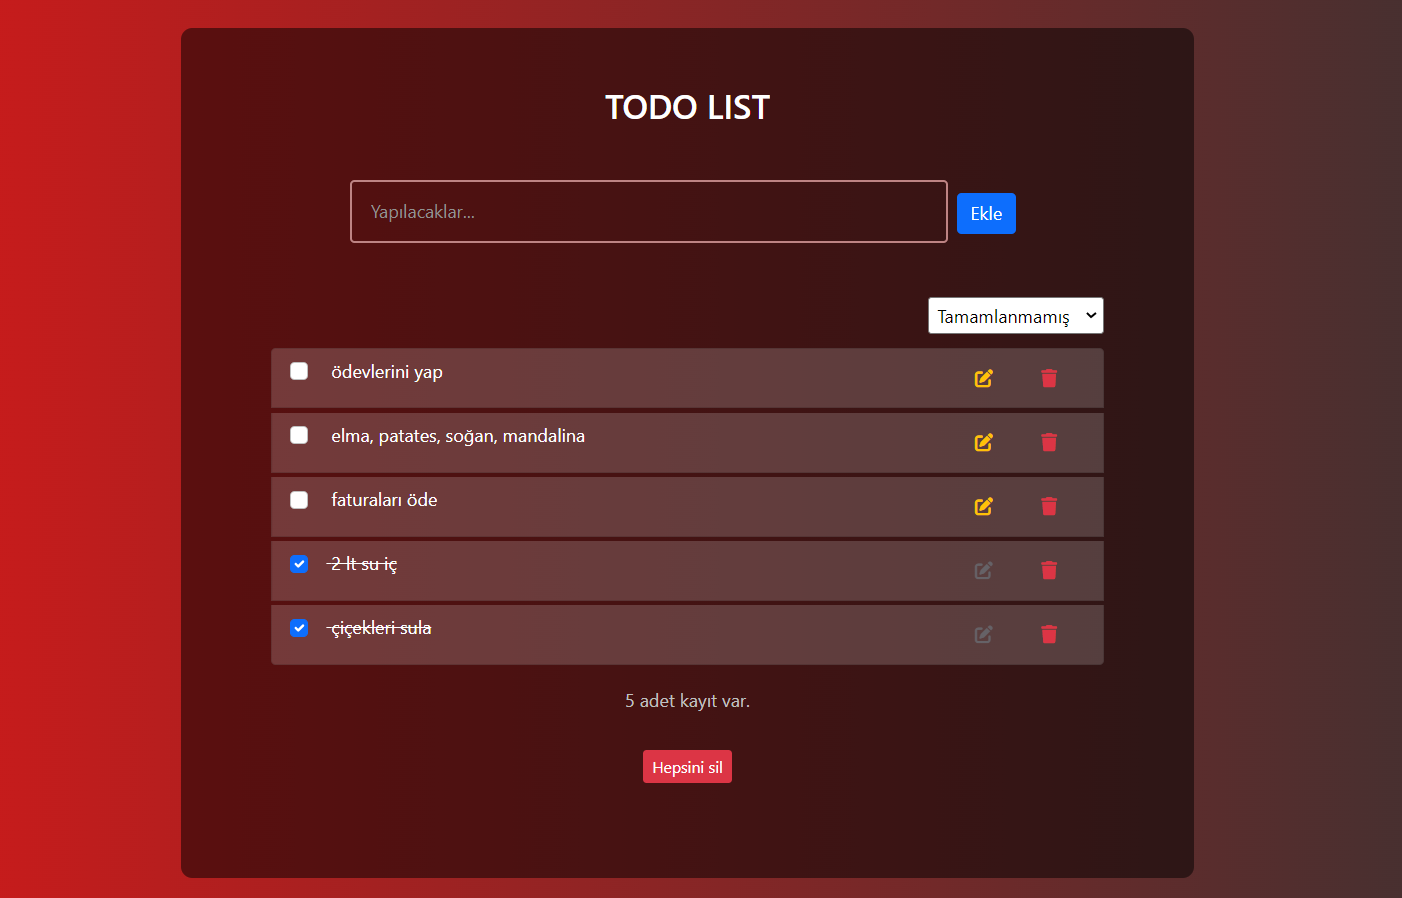 TODO LIST
Yapılacaklar...
Ekle
Tamamlanmamış
ödevlerini yap
elma, patates, soğan, mandalina
faturaları öde
2 lt su iç
çiçekleri sula
5 adet kayıt var.
Hepsini sil